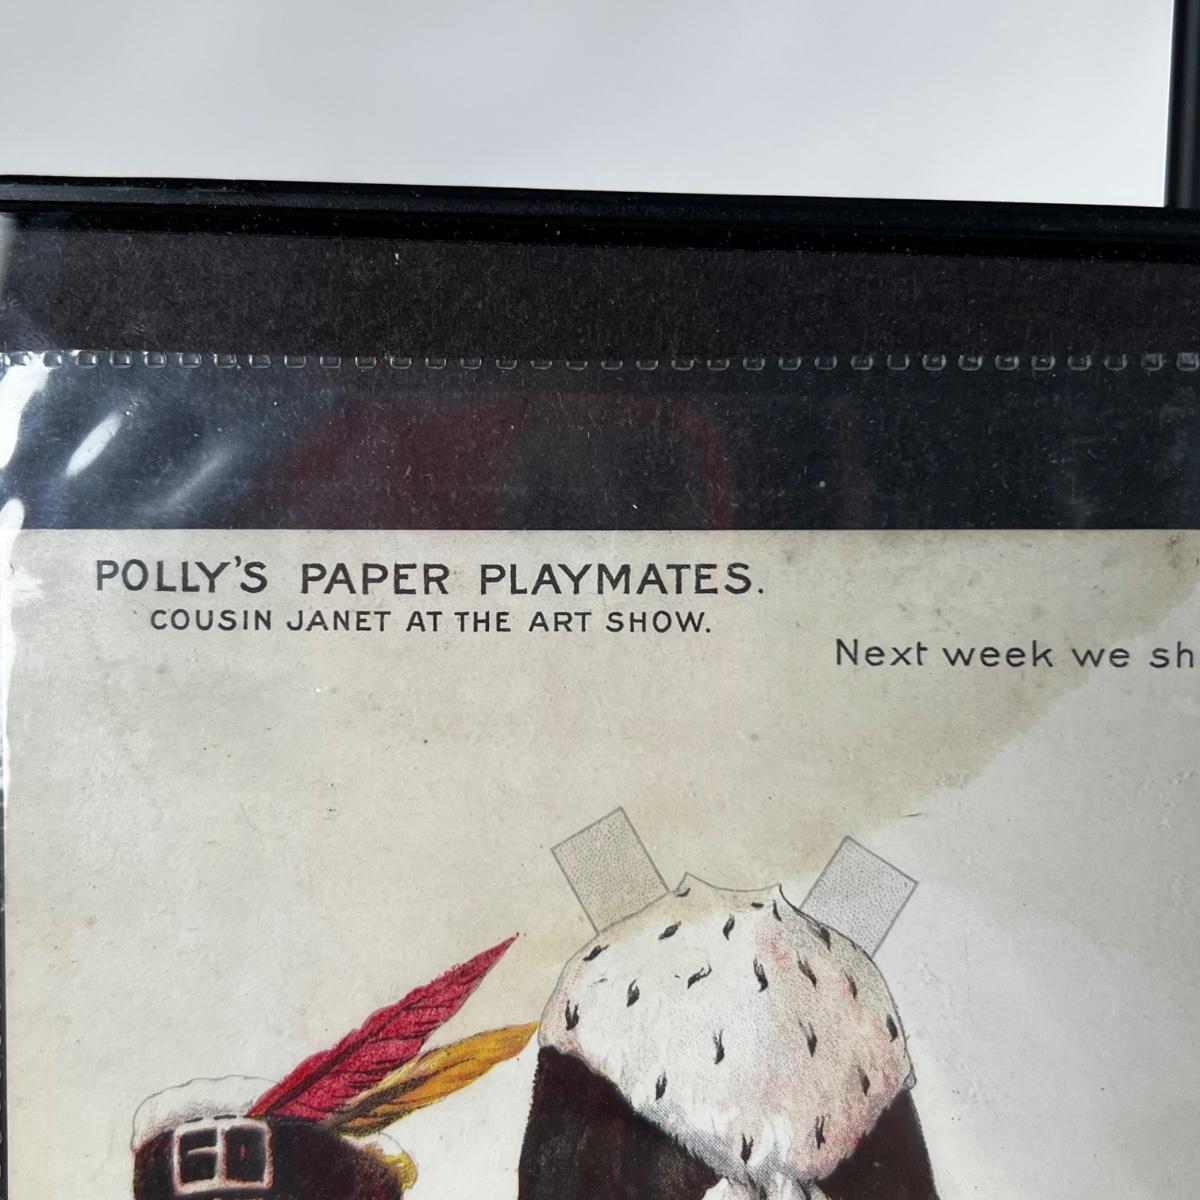 POLLY'S PAPER PLAYMATES.
COUSIN JANET AT THE ART SHOW.
Next week we sh